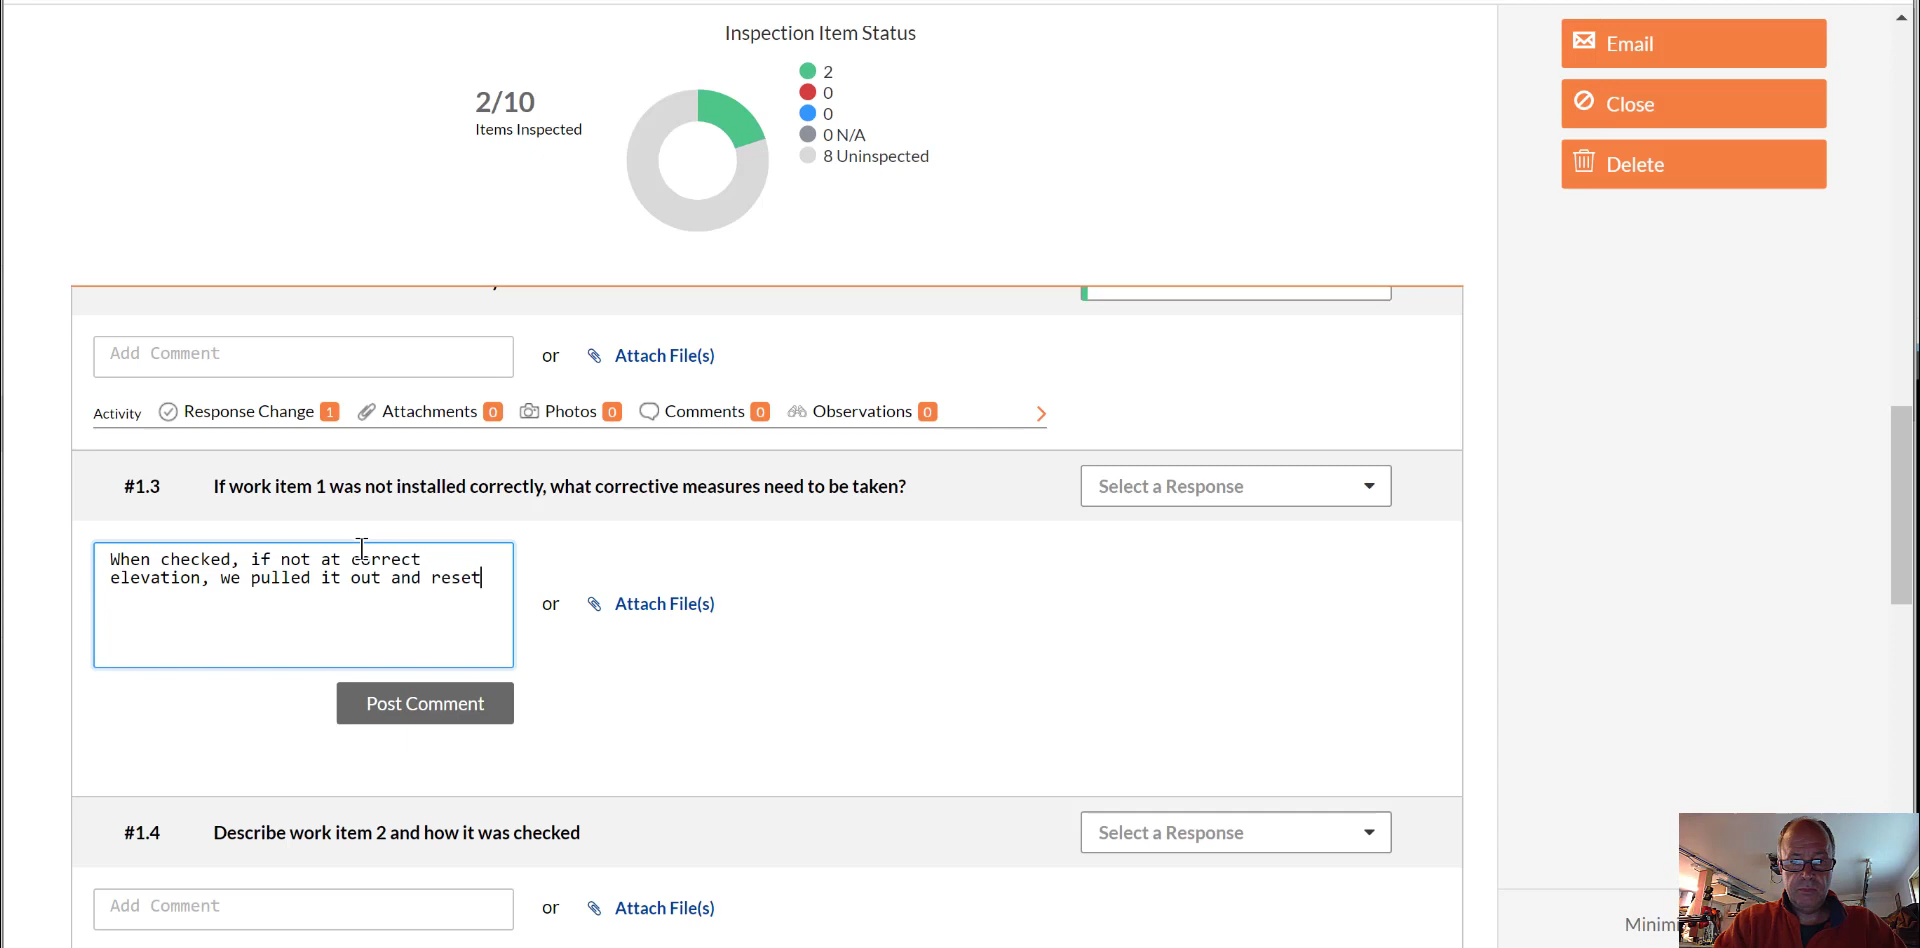 Inspection Item Status
2/10
Items Inspected
2
0
0
0 N/A
8 Uninspected
Email
Close
Delete
Add Comment
or
Attach File(s)
Activity
Response Change 1
Attachments 0
Photos 0
Comments 0
Observations 0
#1.3 If work item 1 was not installed correctly, what corrective measures need to be taken?
Select a Response
When checked, if not at correct
elevation, we pulled it out and reset
or
Attach File(s)
Post Comment
#1.4 Describe work item 2 and how it was checked
Select a Response
Add Comment
or
Attach File(s)